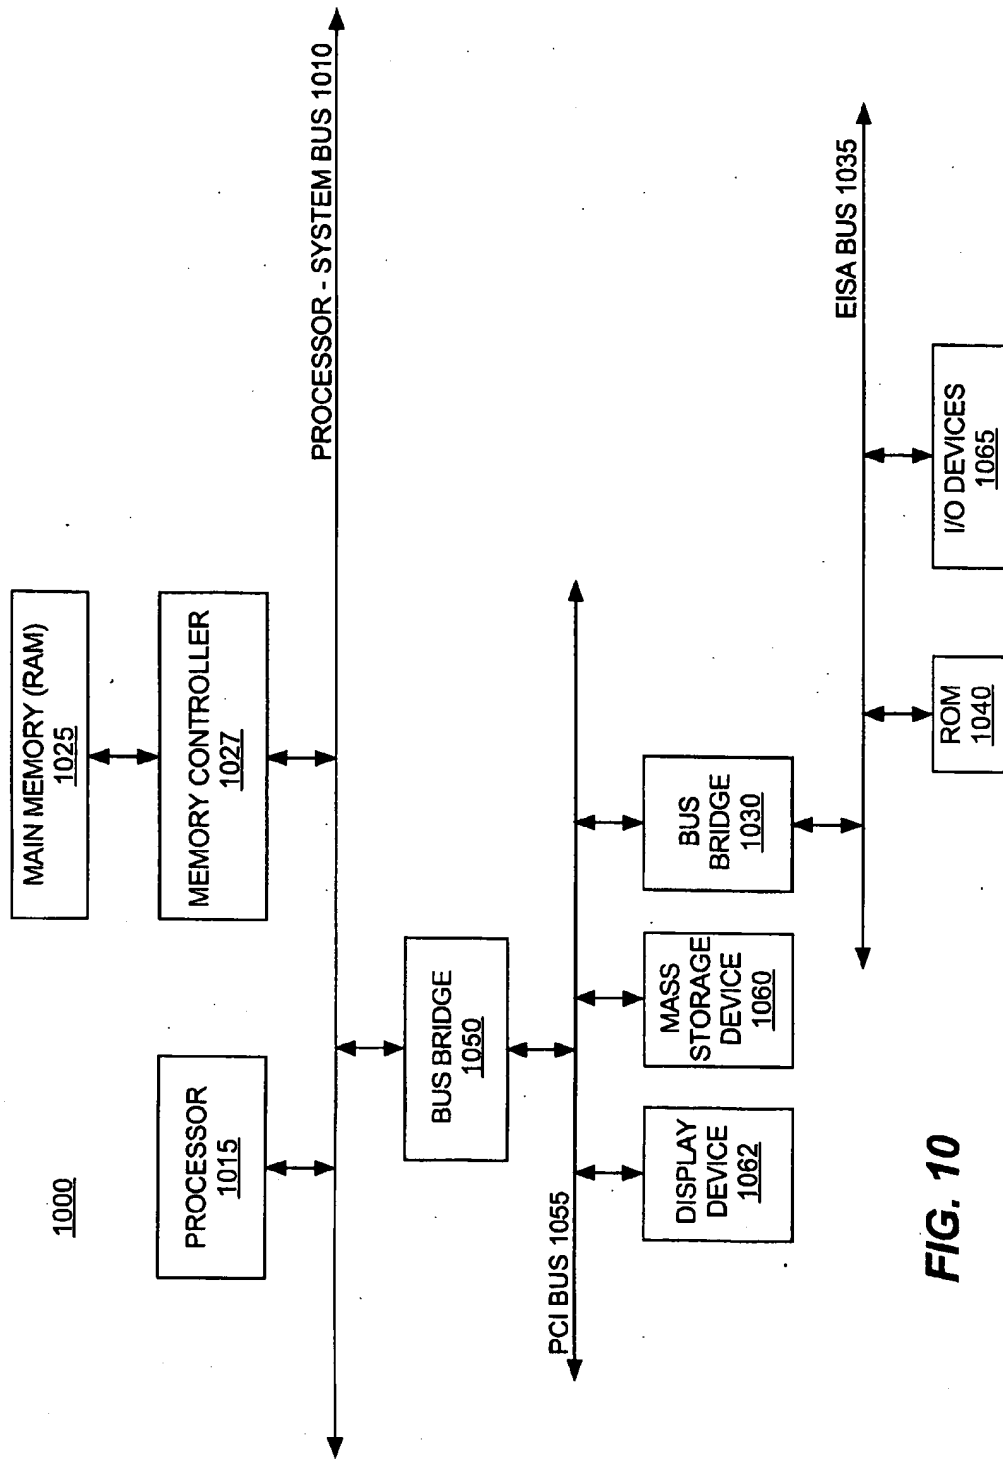 1000
MAIN MEMORY (RAM)
1025
PROCESSOR
1015
MEMORY CONTROLLER
1027
PROCESSOR - SYSTEM BUS 1010
BUS BRIDGE
1050
PCI BUS 1055
DISPLAY
DEVICE
1062
MASS
STORAGE
DEVICE
1060
BUS
BRIDGE
1030
EISA BUS 1035
ROM
1040
I/O DEVICES
1065
FIG. 10